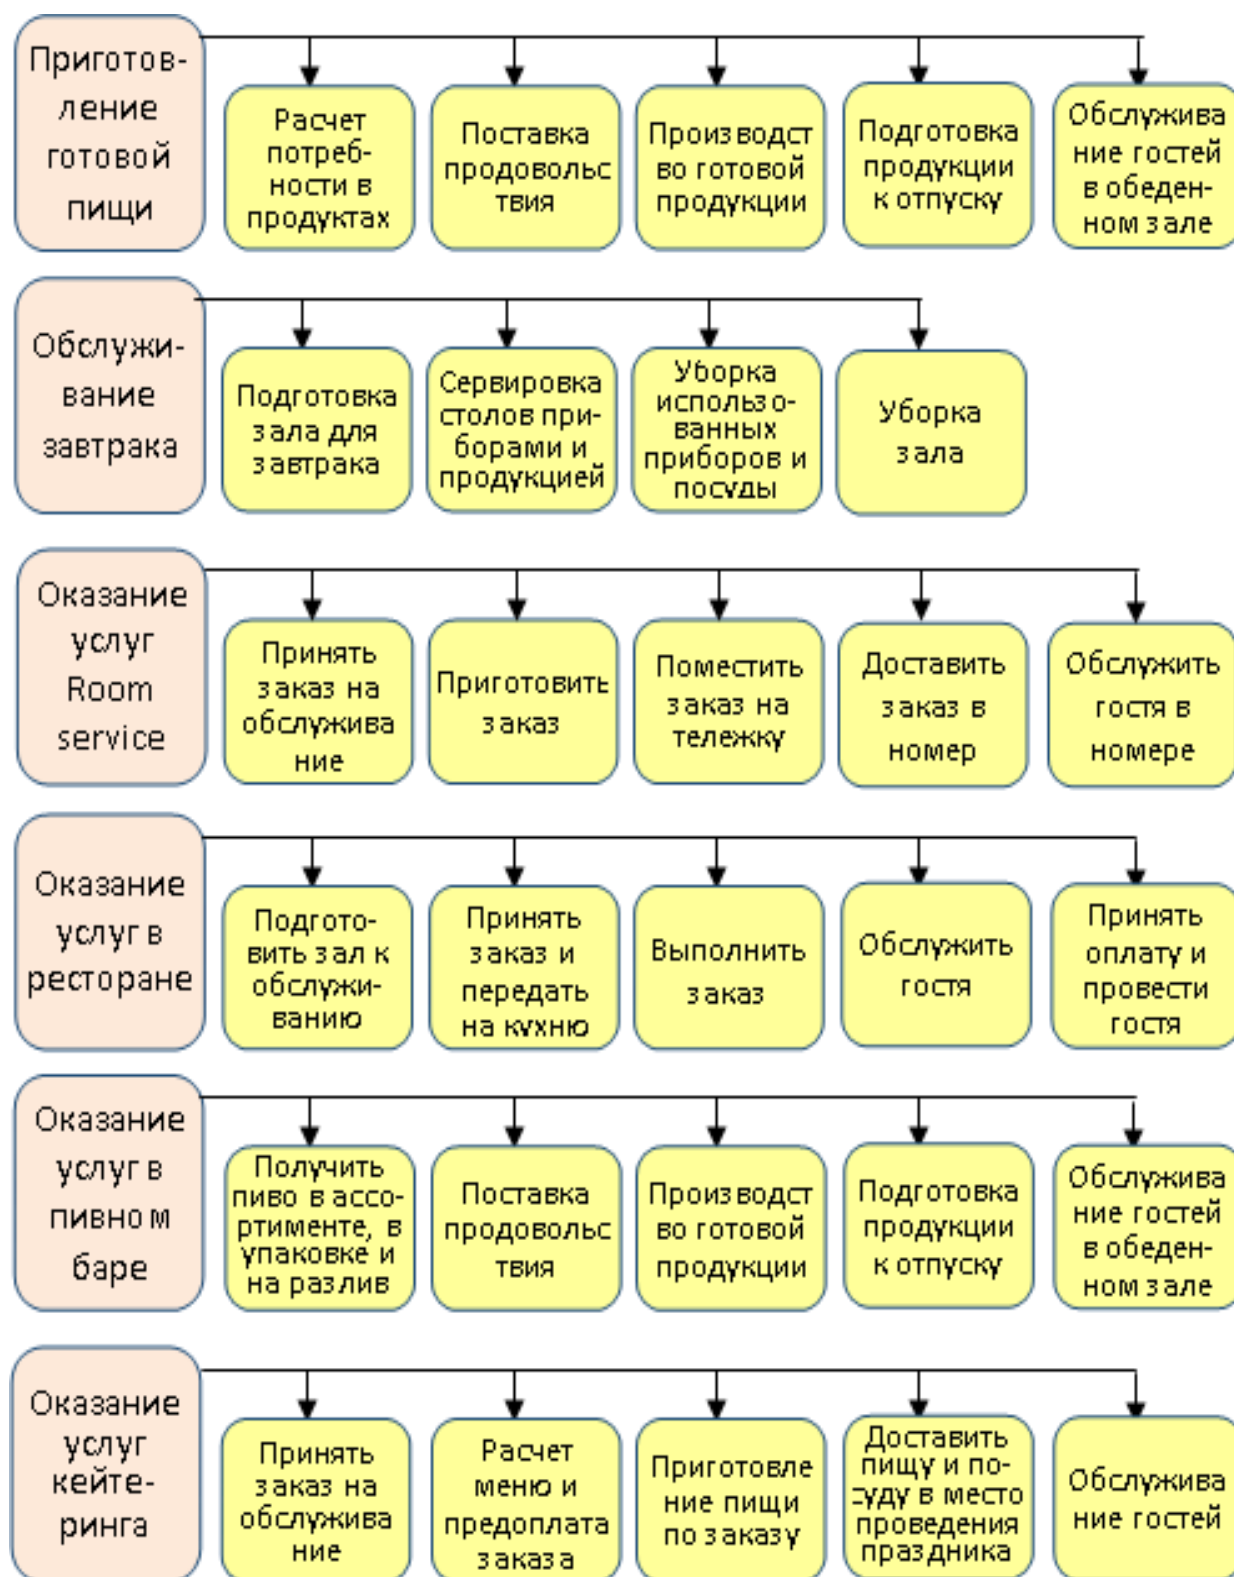 Приготов-
ление
готовой
пищи
Расчет
потреб-
ности в
продуктах
Поставка
продовольс
твия
Производст
во готовой
продукции
Подготовка
продукции
к отпуску
Обслужива
ние гостей
в обеден-
ном зале
Обслужи-
вание
завтрака
Подготовка
зала для
завтрака
Сервировка
столов при-
борами и
продукцией
Уборка
использо-
ванных
приборов и
посуды
Уборка
зала
Оказание
услуг
Room
service
Принять
заказ на
обслужива
ние
Приготовить
заказ
Поместить
заказ на
тележку
Доставить
заказ в
номер
Обслужить
гостя в
номере
Оказание
услуг в
ресторане
Подгото-
вить зал к
обслужи-
ванию
Принять
заказ и
передать
на кухню
Выполнить
заказ
Обслужить
гостя
Принять
оплату и
провести
гостя
Оказание
услуг в
пивном
баре
Получить
пиво в ассо-
ртименте, в
упаковке и
на разлив
Поставка
продовольс
твия
Производст
во готовой
продукции
Подготовка
продукции
к отпуску
Обслужива
ние гостей
в обеден-
ном зале
Оказание
услуг
кейте-
ринга
Принять
заказ на
обслужива
ние
Расчет
меню и
предоплата
заказа
Приготовле
ние пищи
по заказу
Доставить
пищу и по-
суду в место
проведения
праздника
Обслужива
ние гостей